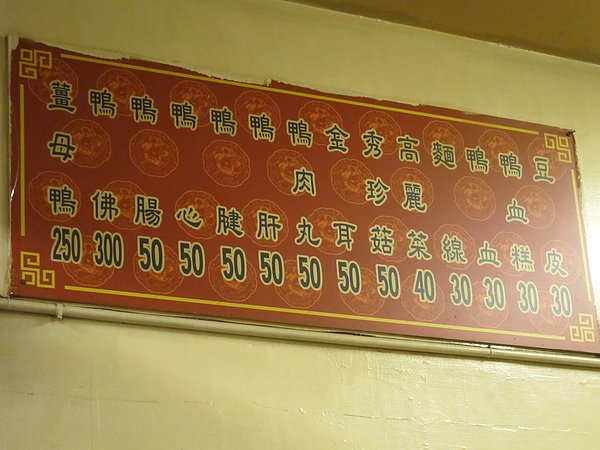 薑母鴨 250
鴨佛 300
鴨腸 50
鴨心 50
鴨腱 50
鴨肝 50
鴨肉丸 50
金耳 50
秀珍菇 50
高麗菜 40
麵線 30
鴨血 30
鴨血糕 30
豆皮 30